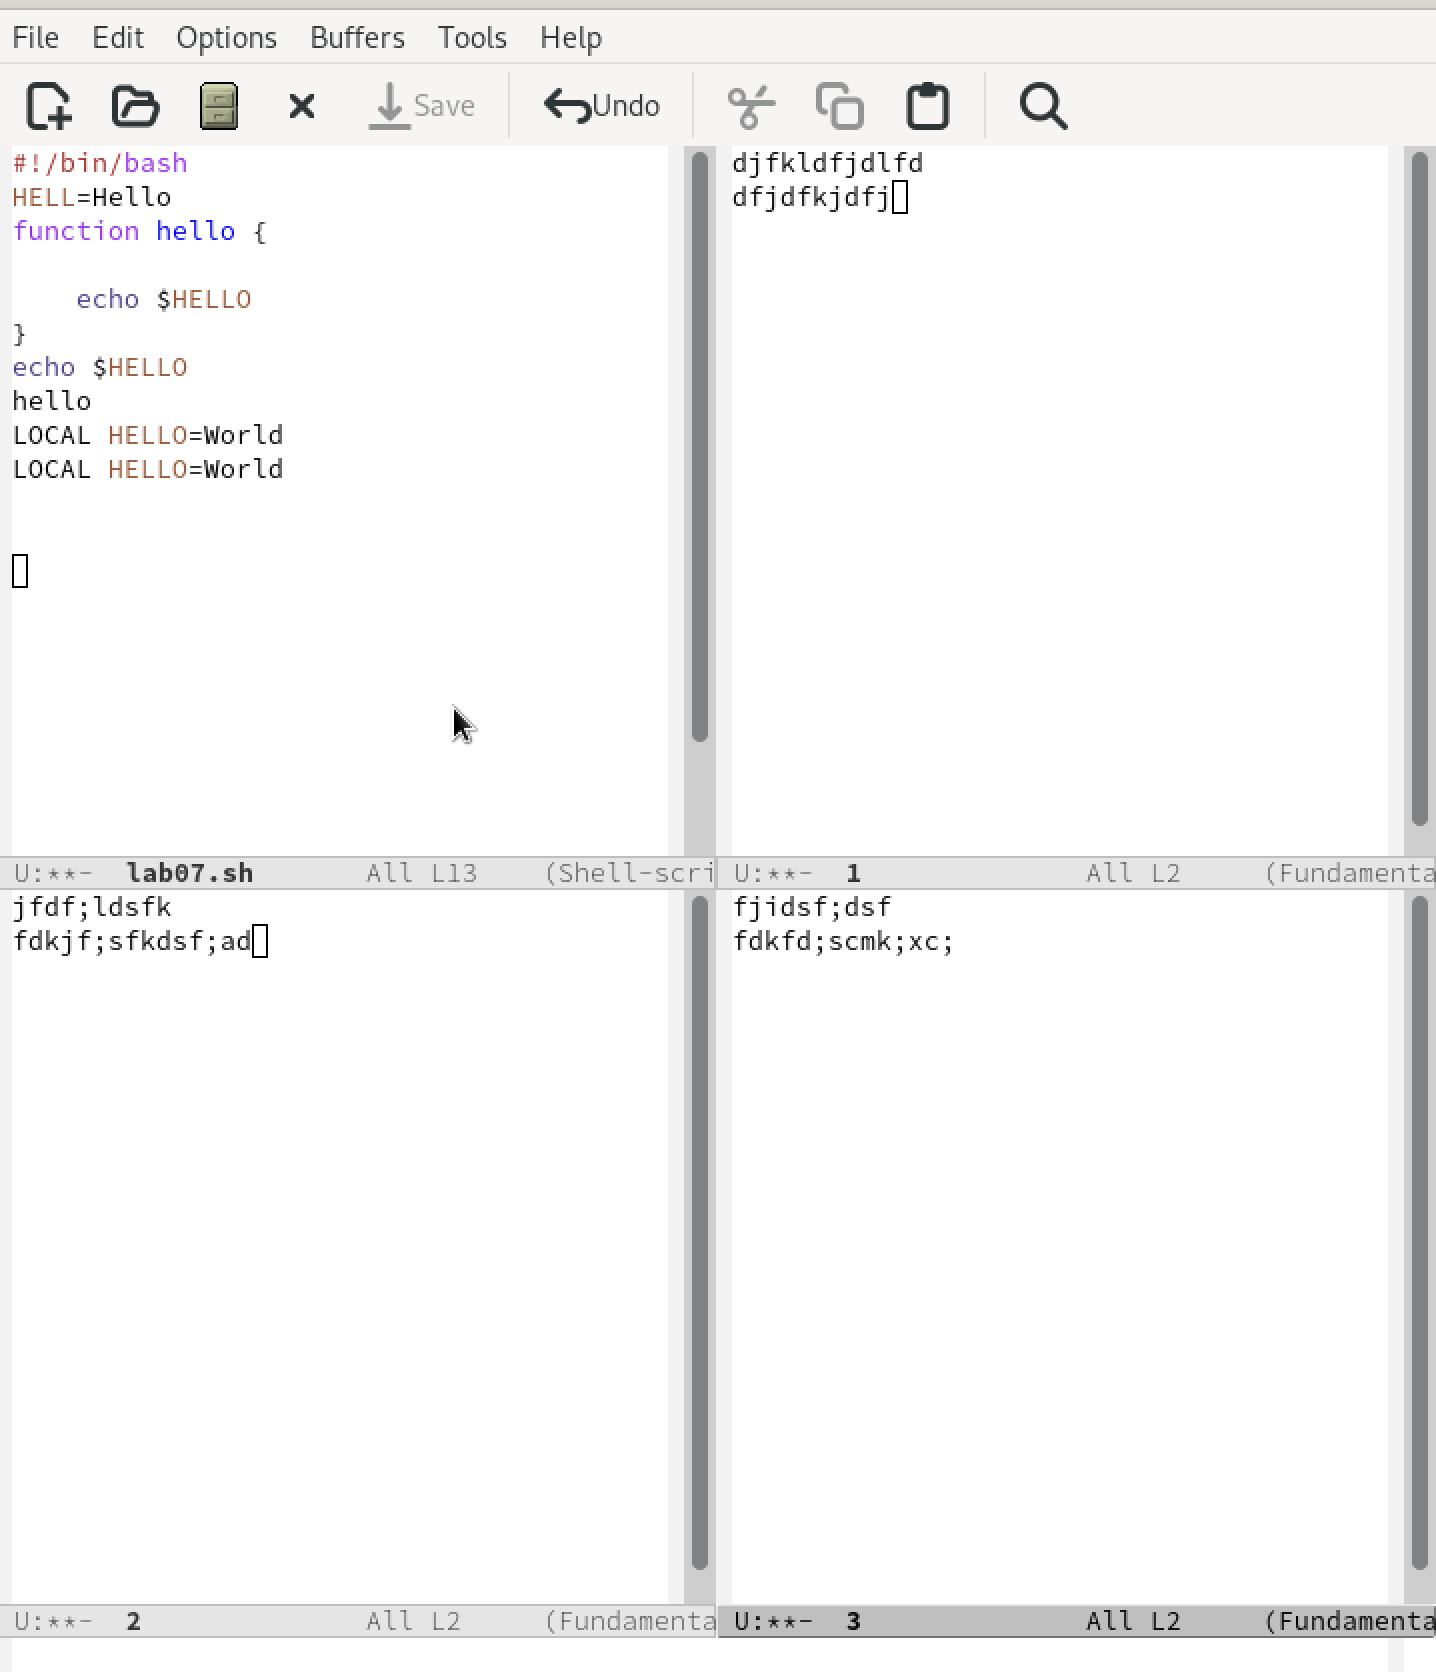 File Edit Options Buffers Tools Help
Save Undo
#!/bin/bash
HELL=Hello
function hello {
echo $HELLO
}
echo $HELLO
hello
LOCAL HELLO=World
LOCAL HELLO=World
U:**- lab07.sh All L13 (Shell-scri
djfkldfjdlfd
dfjdfkjdfj
U:**- 1 All L2 (Fundamenta
jfdf;ldsfk
fdkjf;sfkdsf;ad
U:**- 2 All L2 (Fundamenta
fjidsf;dsf
fdkfd;scmk;xc;
U:**- 3 All L2 (Fundamenta